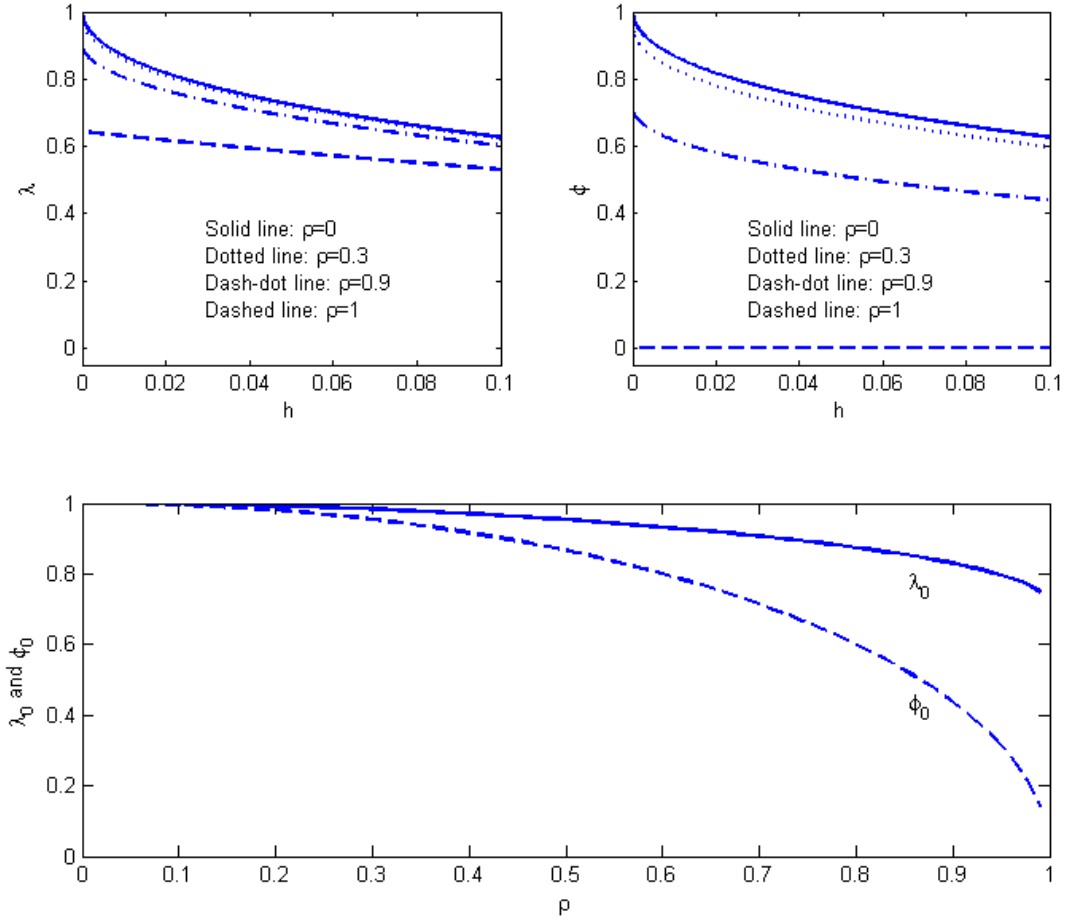 1
0.8
0.6
0.4
0.2
0
λ
Solid line: ρ=0
Dotted line: ρ=0.3
Dash-dot line: ρ=0.9
Dashed line: ρ=1
0 0.02 0.04 0.06 0.08 0.1
h
1
0.8
0.6
0.4
0.2
0
ϕ
Solid line: ρ=0
Dotted line: ρ=0.3
Dash-dot line: ρ=0.9
Dashed line: ρ=1
0 0.02 0.04 0.06 0.08 0.1
h
1
0.8
0.6
0.4
0.2
0
λ₀ and ϕ₀
λ₀
ϕ₀
0 0.1 0.2 0.3 0.4 0.5 0.6 0.7 0.8 0.9 1
ρ